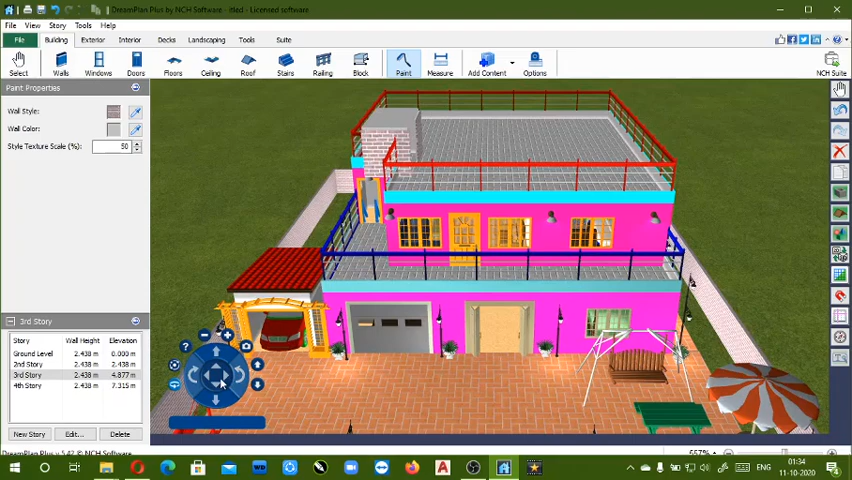 DreamPlan Plus by NCH Software - itled - Licensed software
File View Story Tools Help
File Building Exterior Interior Decks Landscaping Tools Suite
Select Walls Windows Doors Floors Ceiling Roof Stairs Railing Block Paint Measure Add Content Options NCH Suite
Paint Properties
Wall Style:
Wall Color:
Style Texture Scale (%): 50
3rd Story
Story Wall Height Elevation
Ground Level 2.438 m 0.000 m
2nd Story 2.438 m 2.438 m
3rd Story 2.438 m 4.877 m
4th Story 2.438 m 7.315 m
New Story Edit... Delete
DreamPlan Plus v 5.42 © NCH Software
557%
ENG
01:34
11-10-2020